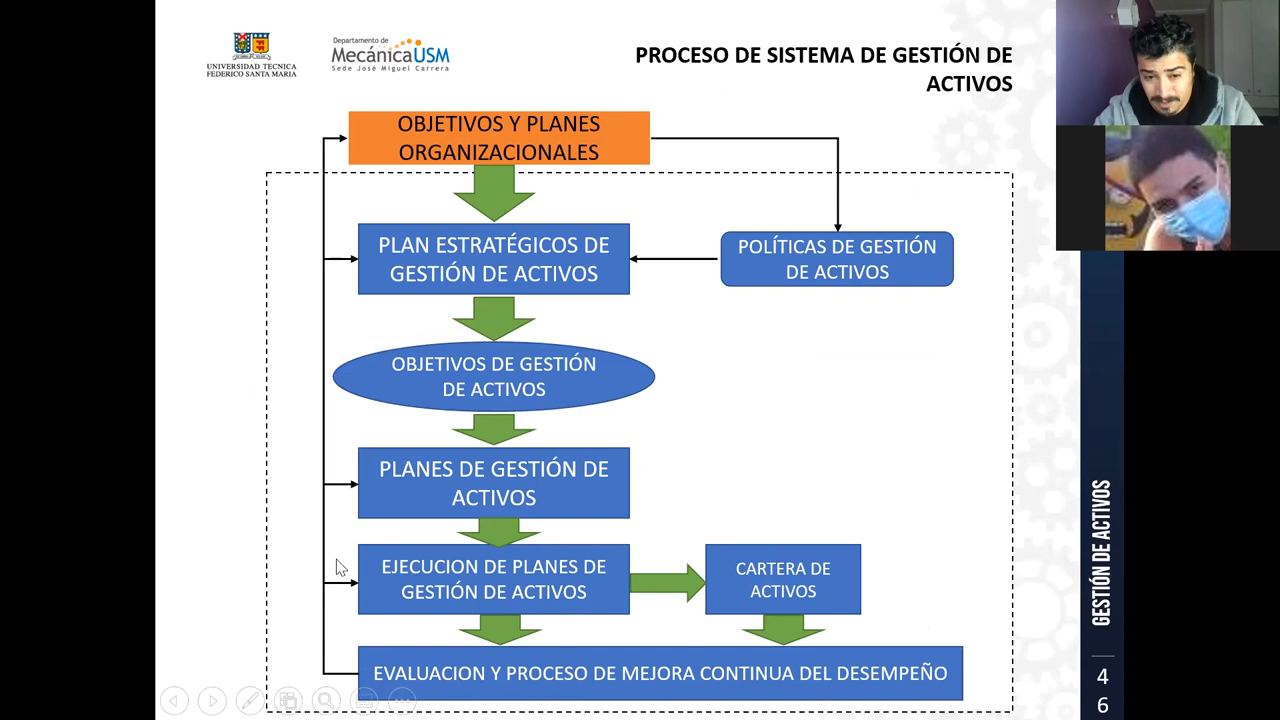 UNIVERSIDAD TECNICA
FEDERICO SANTA MARIA
Departamento de
MecánicaUSM
Sede José Miguel Carrera
PROCESO DE SISTEMA DE GESTIÓN DE
ACTIVOS
OBJETIVOS Y PLANES
ORGANIZACIONALES
PLAN ESTRATÉGICOS DE
GESTIÓN DE ACTIVOS
POLÍTICAS DE GESTIÓN
DE ACTIVOS
OBJETIVOS DE GESTIÓN
DE ACTIVOS
PLANES DE GESTIÓN DE
ACTIVOS
EJECUCION DE PLANES DE
GESTIÓN DE ACTIVOS
CARTERA DE
ACTIVOS
EVALUACION Y PROCESO DE MEJORA CONTINUA DEL DESEMPEÑO
GESTIÓN DE ACTIVOS
4
6